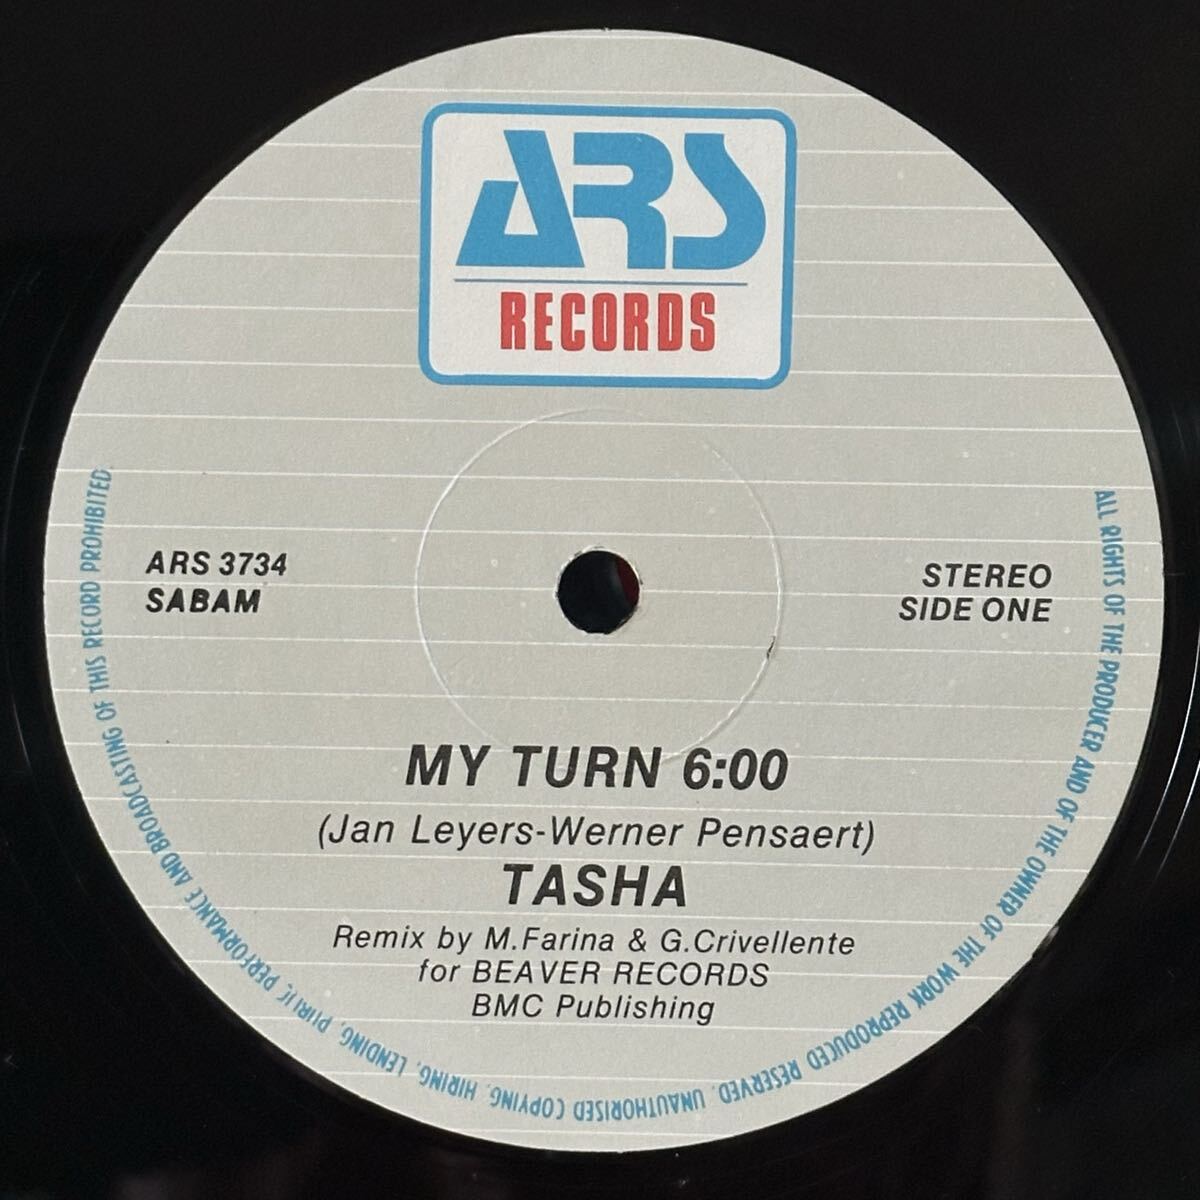 ARS
RECORDS
ARS 3734
SABAM
STEREO
SIDE ONE
MY TURN 6:00
(Jan Leyers-Werner Pensaert)
TASHA
Remix by M.Farina & G.Crivellente
for BEAVER RECORDS
BMC Publishing
ALL RIGHTS OF THE PRODUCER AND OF THE OWNER OF THE WORK REPRODUCED RESERVED. UNAUTHORISED COPYING, HIRING, LENDING, PERFORMANCE AND BROADCASTING OF THIS RECORD PROHIBITED